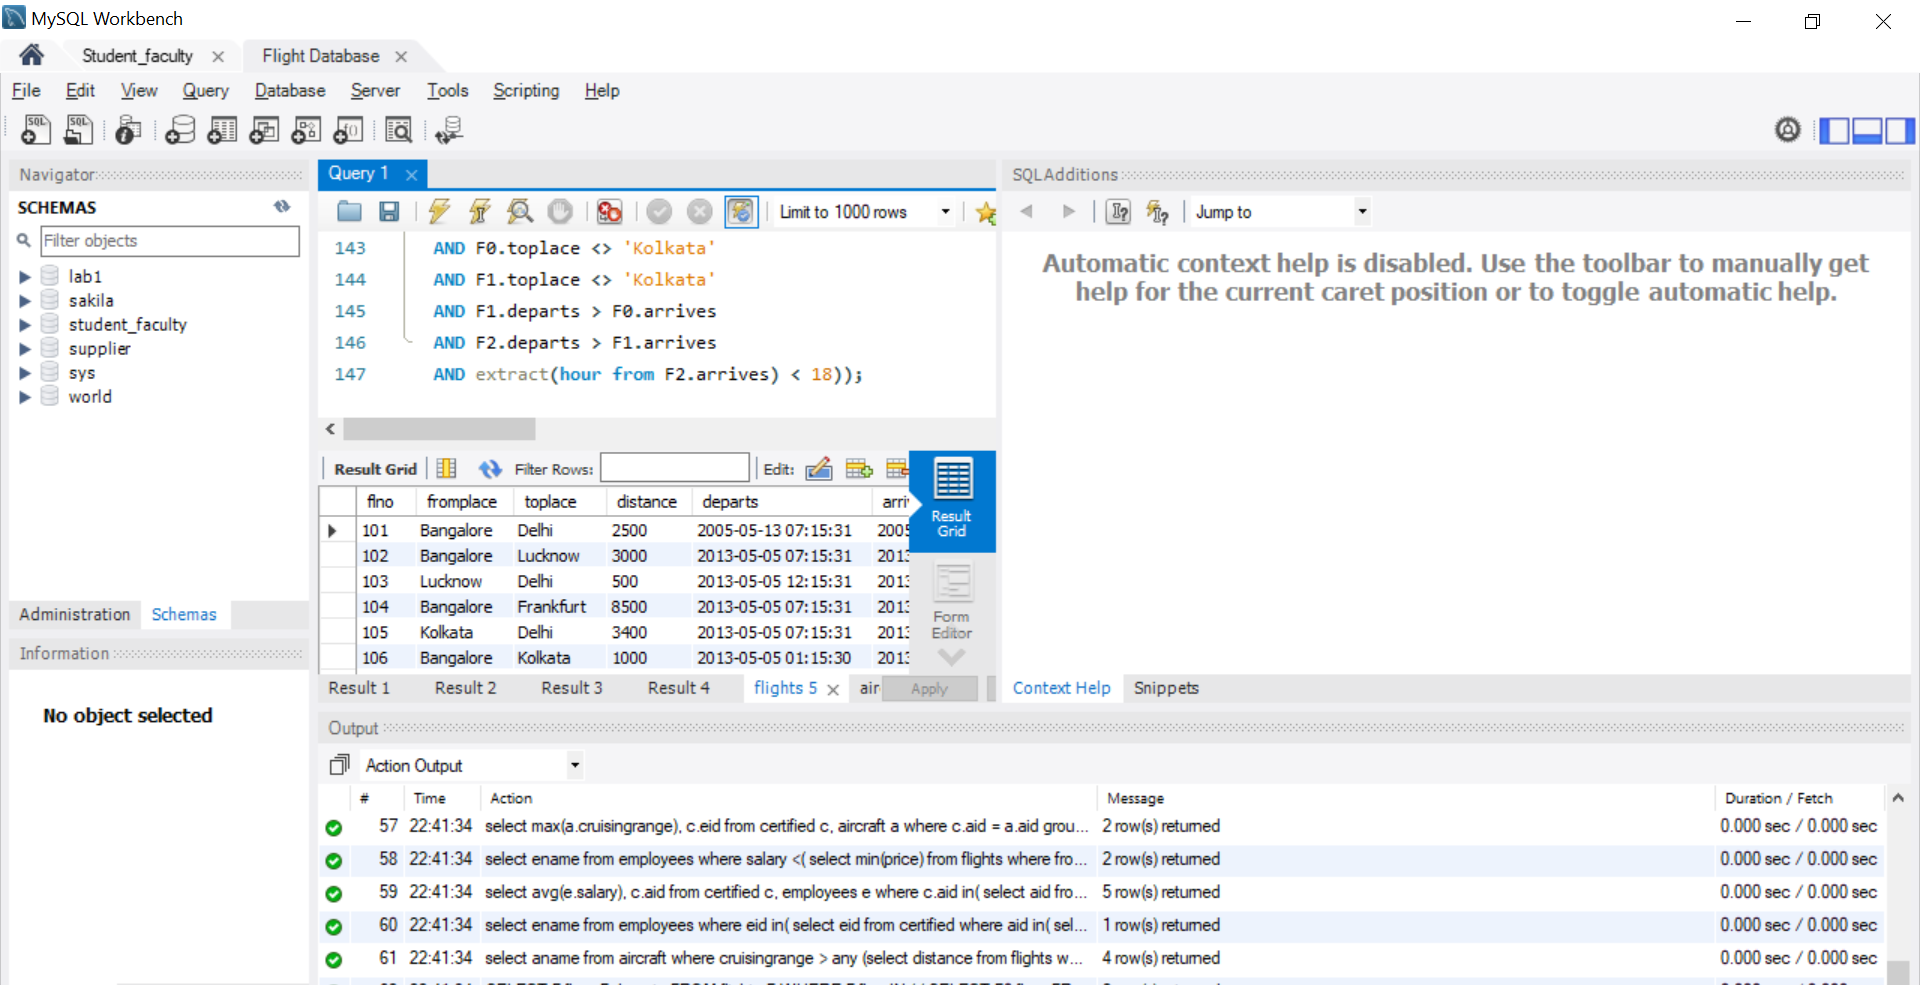 MySQL Workbench
Student_faculty
Flight Database
File Edit View Query Database Server Tools Scripting Help
Navigator
SCHEMAS
Filter objects
lab1
sakila
student_faculty
supplier
sys
world
Administration Schemas
Information
No object selected
Query 1
Limit to 1000 rows
143 AND F0.toplace <> 'Kolkata'
144 AND F1.toplace <> 'Kolkata'
145 AND F1.departs > F0.arrives
146 AND F2.departs > F1.arrives
147 AND extract(hour from F2.arrives) < 18));
Result Grid Filter Rows: Edit:
flno fromplace toplace distance departs arri
101 Bangalore Delhi 2500 2005-05-13 07:15:31 2005
102 Bangalore Lucknow 3000 2013-05-05 07:15:31 2013
103 Lucknow Delhi 500 2013-05-05 12:15:31 2013
104 Bangalore Frankfurt 8500 2013-05-05 07:15:31 2013
105 Kolkata Delhi 3400 2013-05-05 07:15:31 2013
106 Bangalore Kolkata 1000 2013-05-05 01:15:30 2013
Result
Grid
Form
Editor
Result 1 Result 2 Result 3 Result 4 flights 5 air Apply
SQLAdditions
Jump to
Automatic context help is disabled. Use the toolbar to manually get
help for the current caret position or to toggle automatic help.
Context Help Snippets
Output
Action Output
# Time Action Message Duration / Fetch
57 22:41:34 select max(a.cruisingrange), c.eid from certified c, aircraft a where c.aid = a.aid grou... 2 row(s) returned 0.000 sec / 0.000 sec
58 22:41:34 select ename from employees where salary <( select min(price) from flights where fro... 2 row(s) returned 0.000 sec / 0.000 sec
59 22:41:34 select avg(e.salary), c.aid from certified c, employees e where c.aid in( select aid fro... 5 row(s) returned 0.000 sec / 0.000 sec
60 22:41:34 select ename from employees where eid in( select eid from certified where aid in( sel... 1 row(s) returned 0.000 sec / 0.000 sec
61 22:41:34 select aname from aircraft where cruisingrange > any (select distance from flights w... 4 row(s) returned 0.000 sec / 0.000 sec